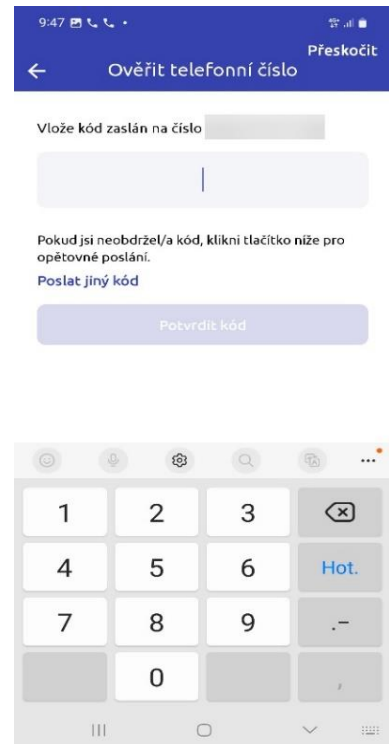 9:47
Přeskočit
Ověřit telefonní číslo
Vlože kód zaslán na číslo
Pokud jsi neobdržel/a kód, klikni tlačítko níže pro
opětovné poslání.
Poslat jiný kód
Potvrdit kód
1 2 3
4 5 6 Hot.
7 8 9 .-
0 ,